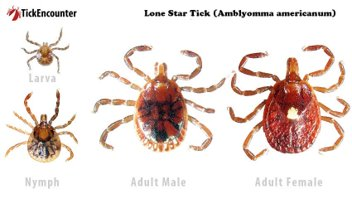 TickEncounter
Lone Star Tick (Amblyomma americanum)
Larva
Nymph
Adult Male
Adult Female